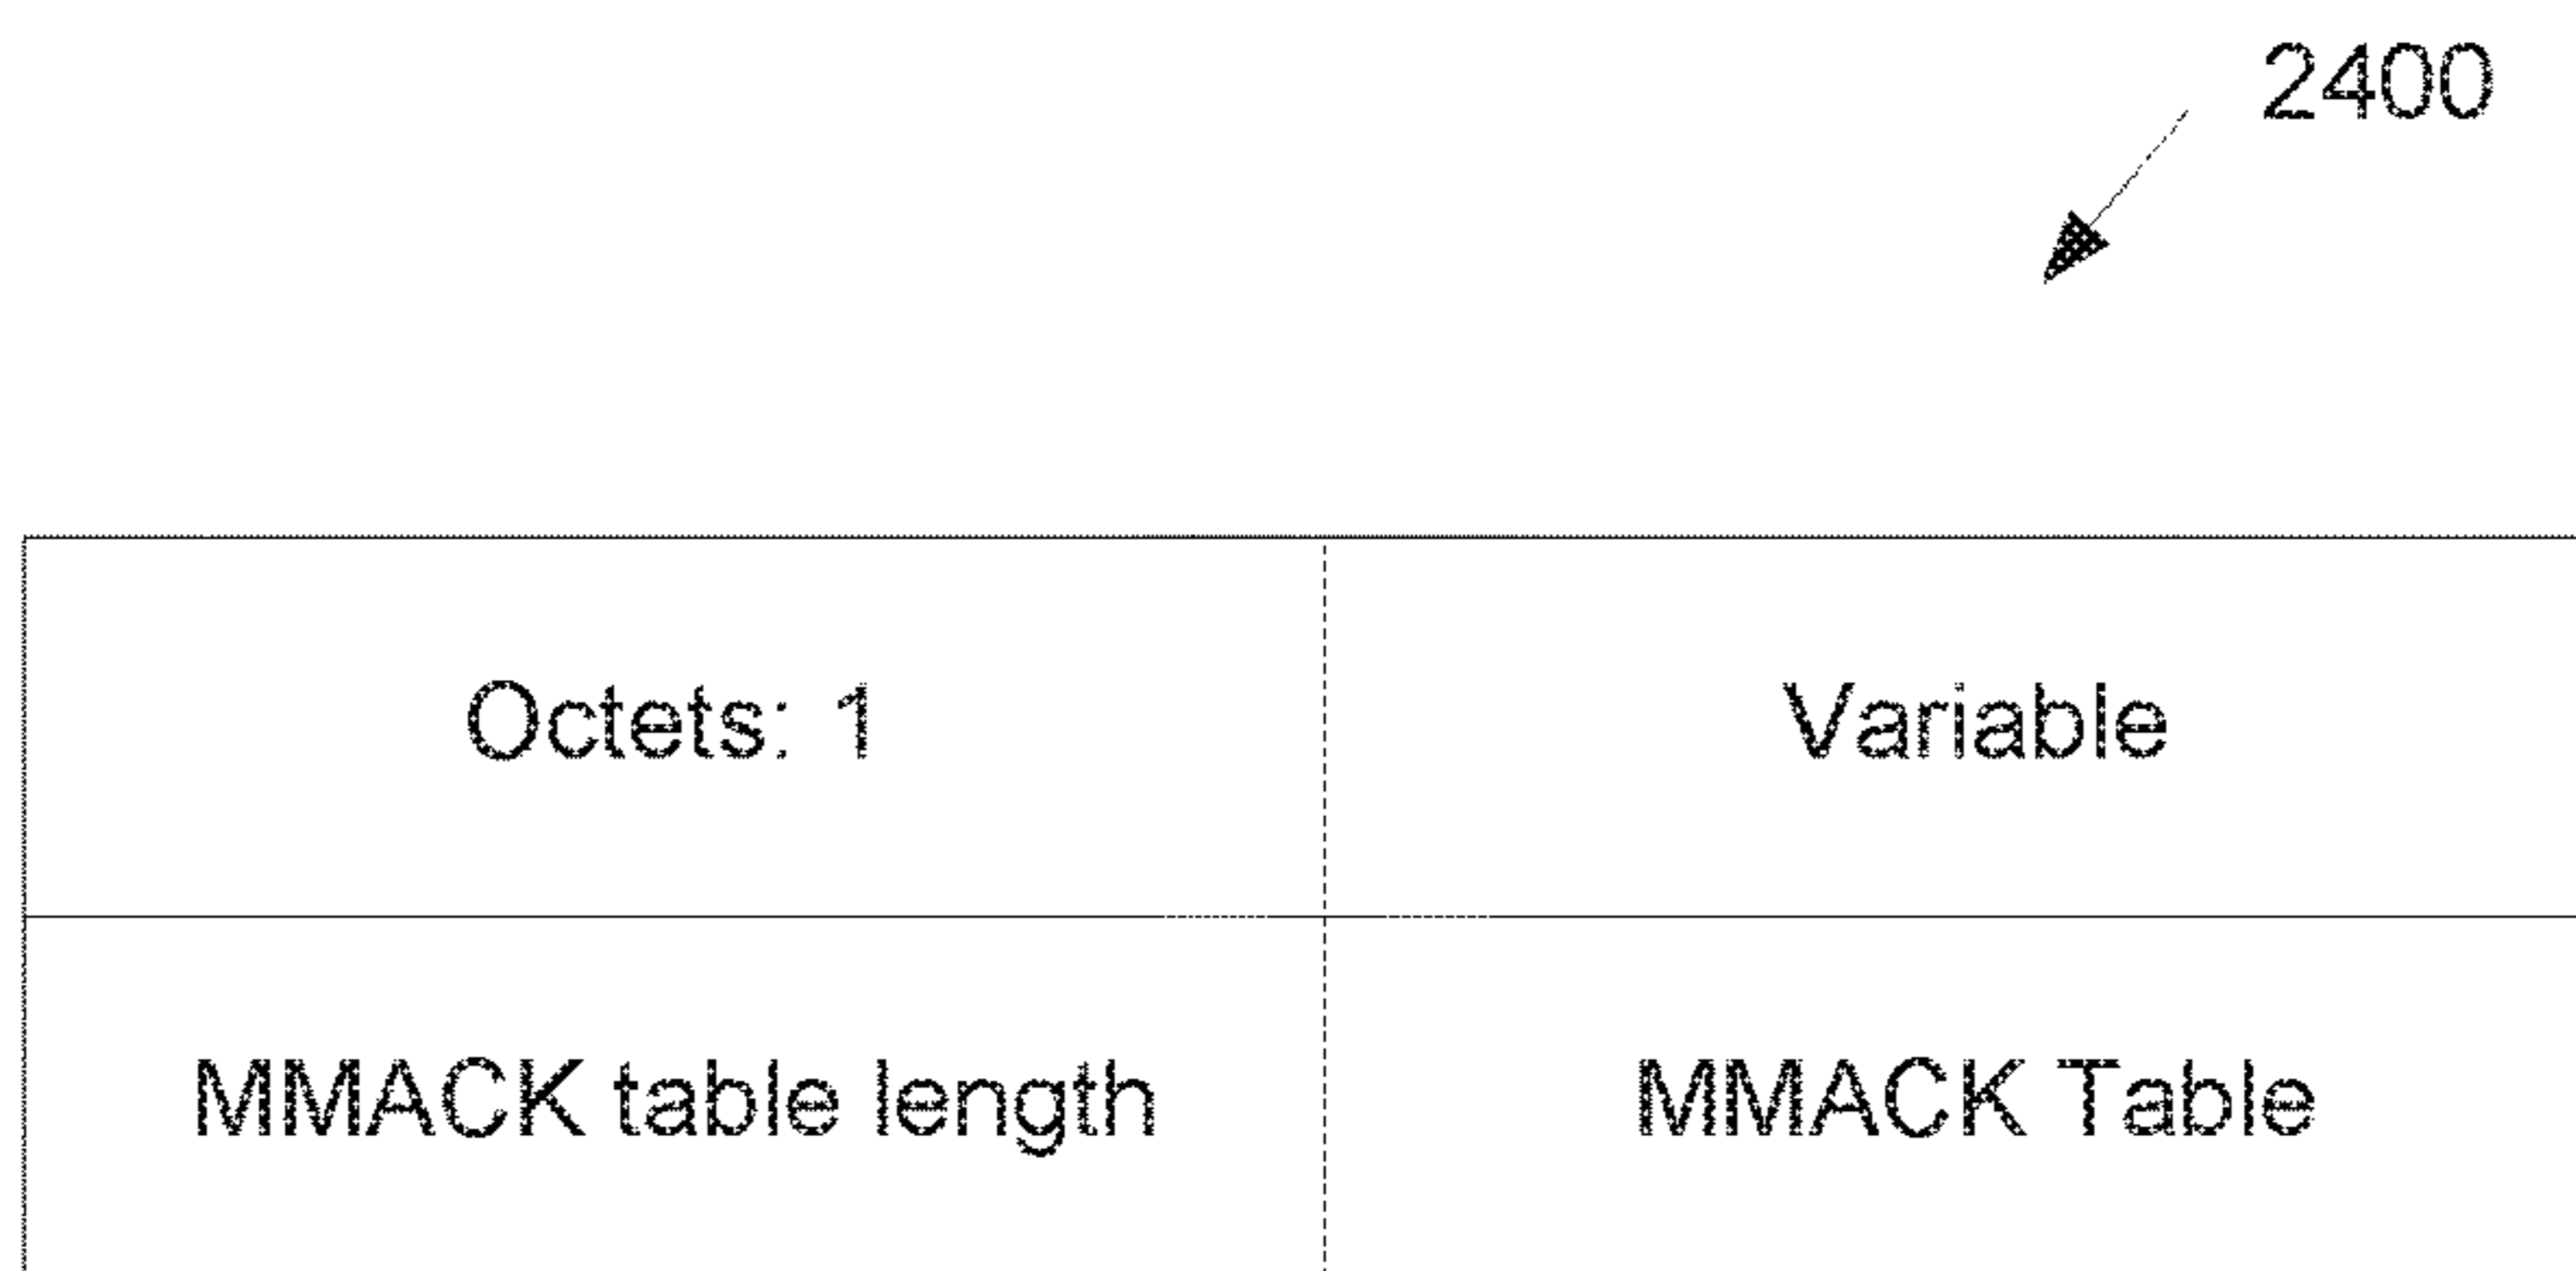 2400
Octets: 1
Variable
MMACK table length
MMACK Table